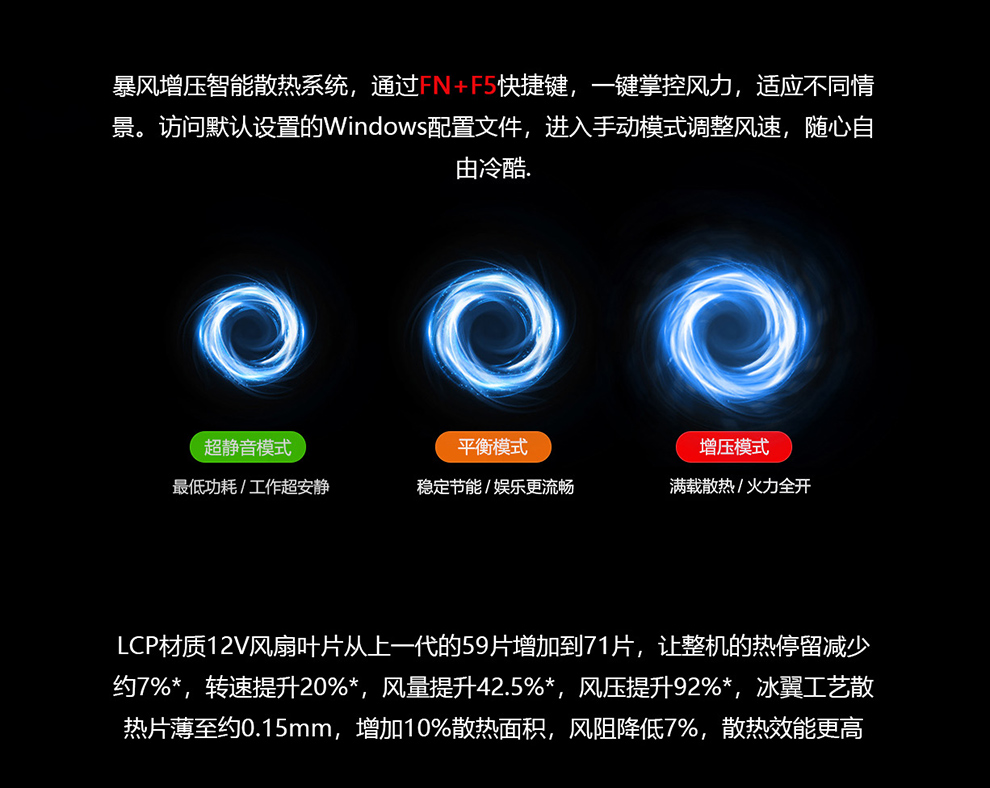 暴风增压智能散热系统，通过FN+F5快捷键，一键掌控风力，适应不同情
景。访问默认设置的Windows配置文件，进入手动模式调整风速，随心自
由冷酷.
超静音模式 平衡模式 增压模式
最低功耗 / 工作超安静 稳定节能 / 娱乐更流畅 满载散热 / 火力全开
LCP材质12V风扇叶片从上一代的59片增加到71片，让整机的热停留减少
约7%*，转速提升20%*，风量提升42.5%*，风压提升92%*，冰翼工艺散
热片薄至约0.15mm，增加10%散热面积，风阻降低7%，散热效能更高